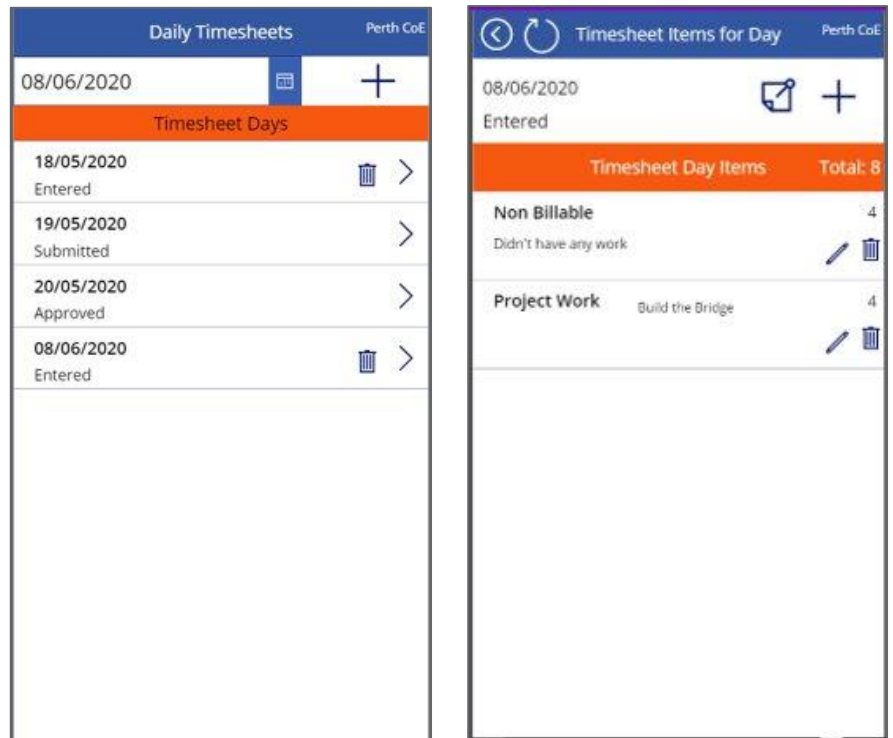 Daily Timesheets Perth CoE
08/06/2020
Timesheet Days
18/05/2020
Entered
19/05/2020
Submitted
20/05/2020
Approved
08/06/2020
Entered
Timesheet Items for Day Perth CoE
08/06/2020
Entered
Timesheet Day Items Total: 8
Non Billable 4
Didn't have any work
Project Work Build the Bridge 4